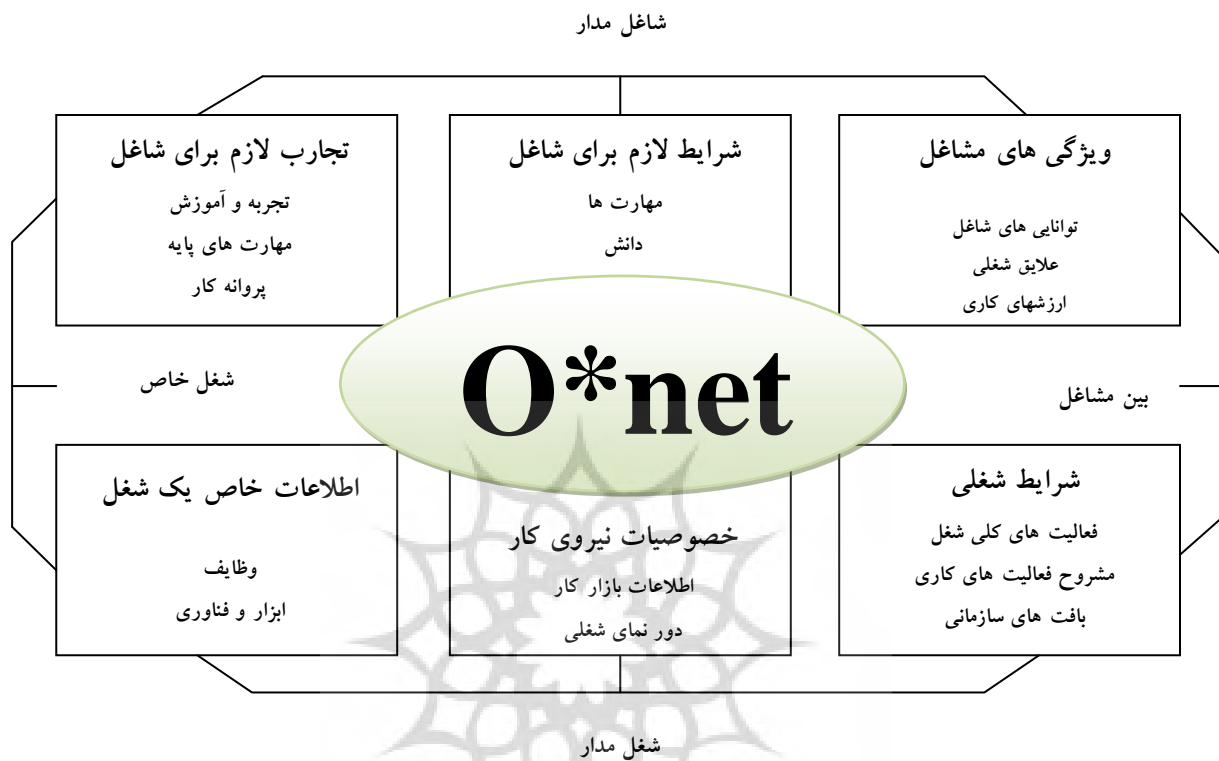 شاغل مدار
ویژگی های مشاغل
توانایی های شاغل
علایق شغلی
ارزشهای کاری
شرایط لازم برای شاغل
مهارت ها
دانش
تجارب لازم برای شاغل
تجربه و آموزش
مهارت های پایه
پروانه کار
بین مشاغل
O*net
شغل خاص
شرایط شغلی
فعالیت های کلی شغل
مشروح فعالیت های کاری
بافت های سازمانی
خصوصیات نیروی کار
اطلاعات بازار کار
دور نمای شغلی
اطلاعات خاص یک شغل
وظایف
ابزار و فناوری
شغل مدار